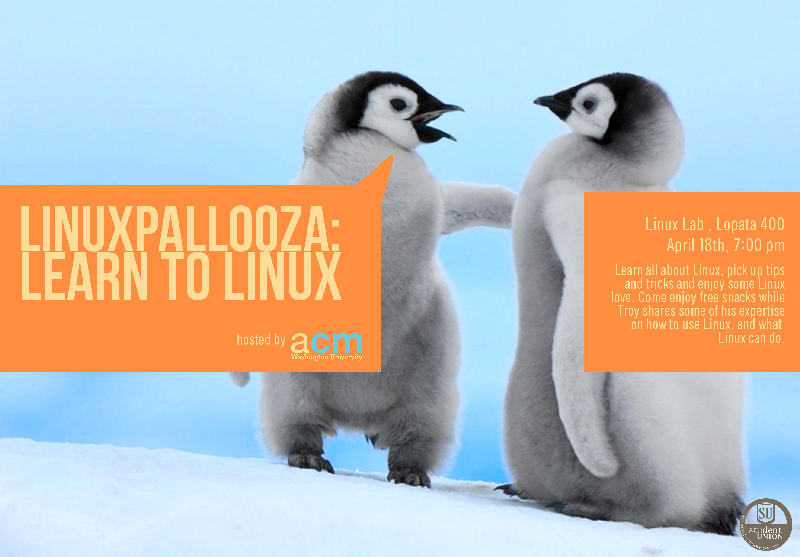 LINUXPALLOOZA:
LEARN TO LINUX
hosted by acm
Washington University
Linux Lab , Lopata 400
April 18th, 7:00 pm
Learn all about Linux, pick up tips
and tricks and enjoy some Linux
love. Come enjoy free snacks while
Troy shares some of his expertise
on how to use Linux, and what
Linux can do.
SU
student
UNION